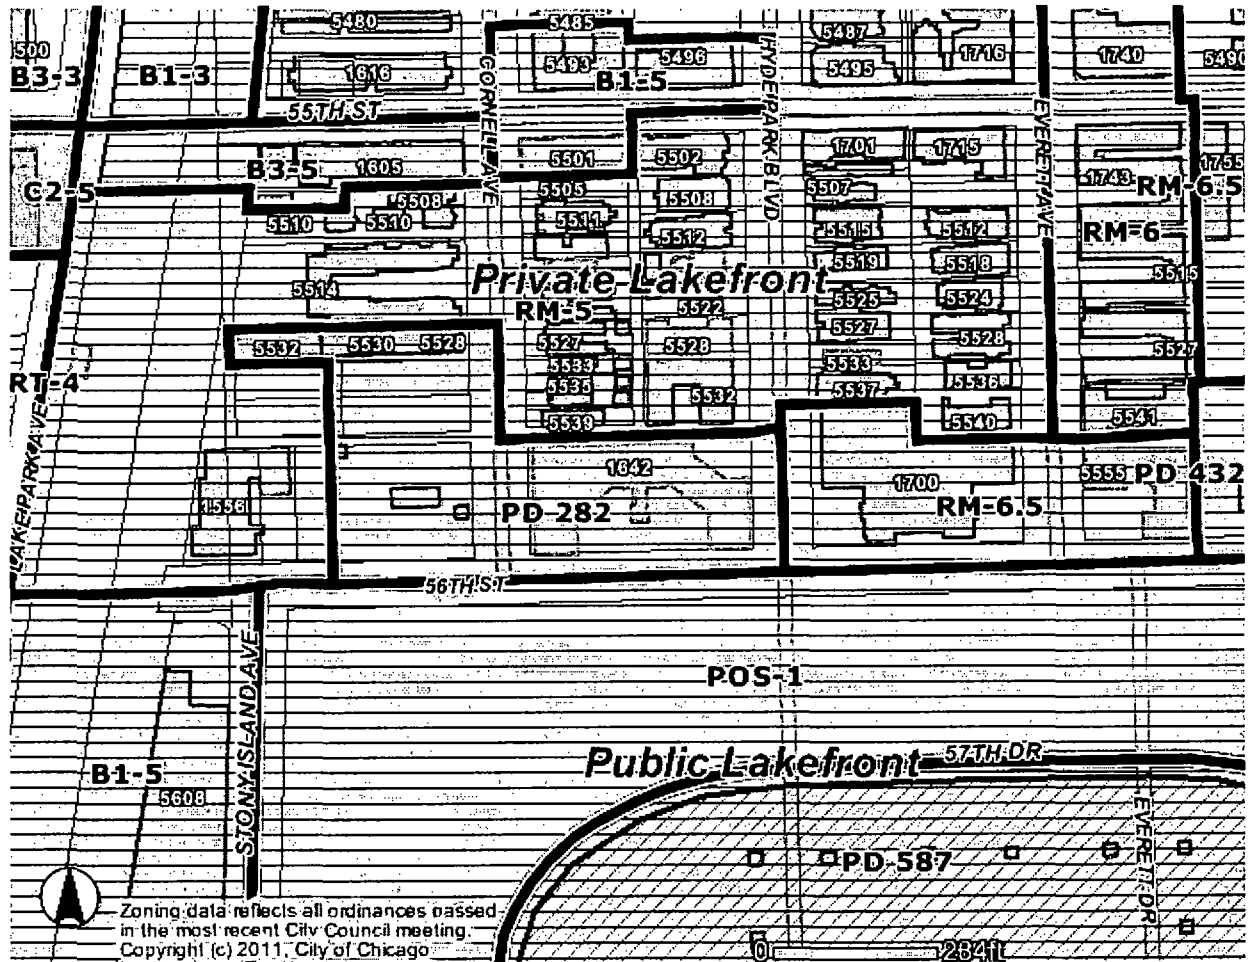 5480
5485
5487
1716
1740
5490
500
B3-3
B1-3
1616
5493
5496
5495
B1-5
CORNELL AVE
HYDE PARK BLVD
EVERETT AVE
55TH ST
B3-5
1605
5501
5502
1701
1715
1755
C2-5
5505
5508
5507
1743
RM-6.5
5510
5510
5508
5511
5512
5515
5512
RM-6
5514
Private Lakefront
5519
5518
5515
RM-5
5522
5525
5524
5532
5530
5528
5527
5528
5527
5528
5527
RT-4
5533
5535
5532
5533
5537
5536
5539
5540
5541
LAKE PARK AVE
1642
1700
5555
PD 432
1556
PD 282
RM-6.5
56TH ST
STONY ISLAND AVE
POS-1
Public Lakefront
57TH DR
B1-5
5608
PD 587
EVERETT DR
Zoning data reflects all ordinances passed
in the most recent City Council meeting.
Copyright (c) 2011, City of Chicago
0
284ft